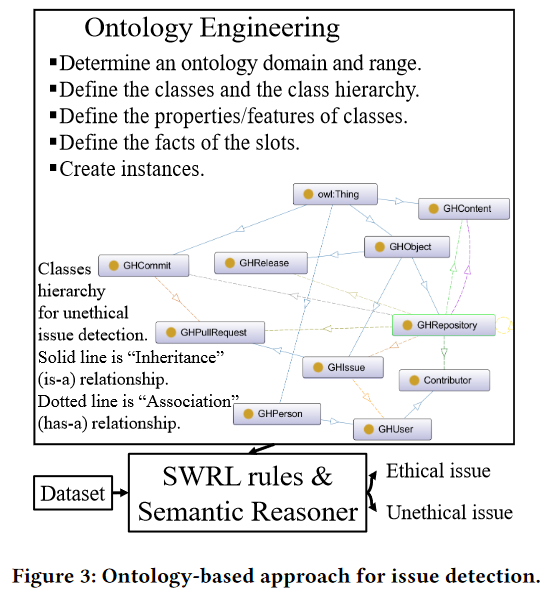 Ontology Engineering
▪Determine an ontology domain and range.
▪Define the classes and the class hierarchy.
▪Define the properties/features of classes.
▪Define the facts of the slots.
▪Create instances.
owl:Thing
GHContent
GHObject
GHCommit
GHRelease
GHRepository
GHPullRequest
GHIssue
Contributor
GHPerson
GHUser
Classes
hierarchy
for unethical
issue detection.
Solid line is “Inheritance”
(is-a) relationship.
Dotted line is “Association”
(has-a) relationship.
Dataset
SWRL rules &
Semantic Reasoner
Ethical issue
Unethical issue
Figure 3: Ontology-based approach for issue detection.